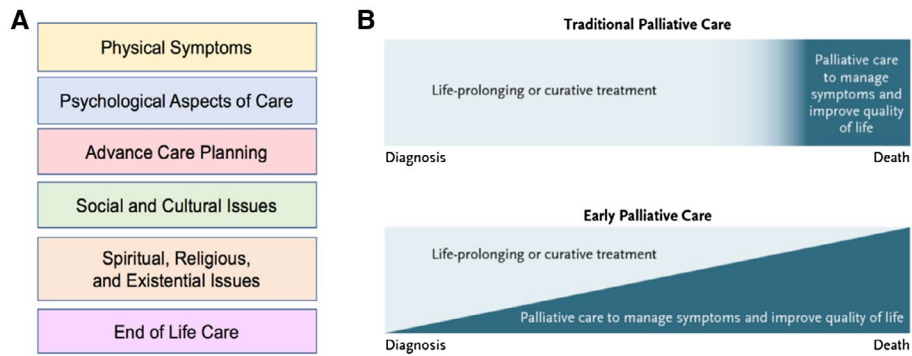 A
Physical Symptoms
Psychological Aspects of Care
Advance Care Planning
Social and Cultural Issues
Spiritual, Religious,
and Existential Issues
End of Life Care
B
Traditional Palliative Care
Life-prolonging or curative treatment
Palliative care
to manage
symptoms and
improve quality
of life
Diagnosis
Death
Early Palliative Care
Life-prolonging or curative treatment
Palliative care to manage symptoms and improve quality of life
Diagnosis
Death